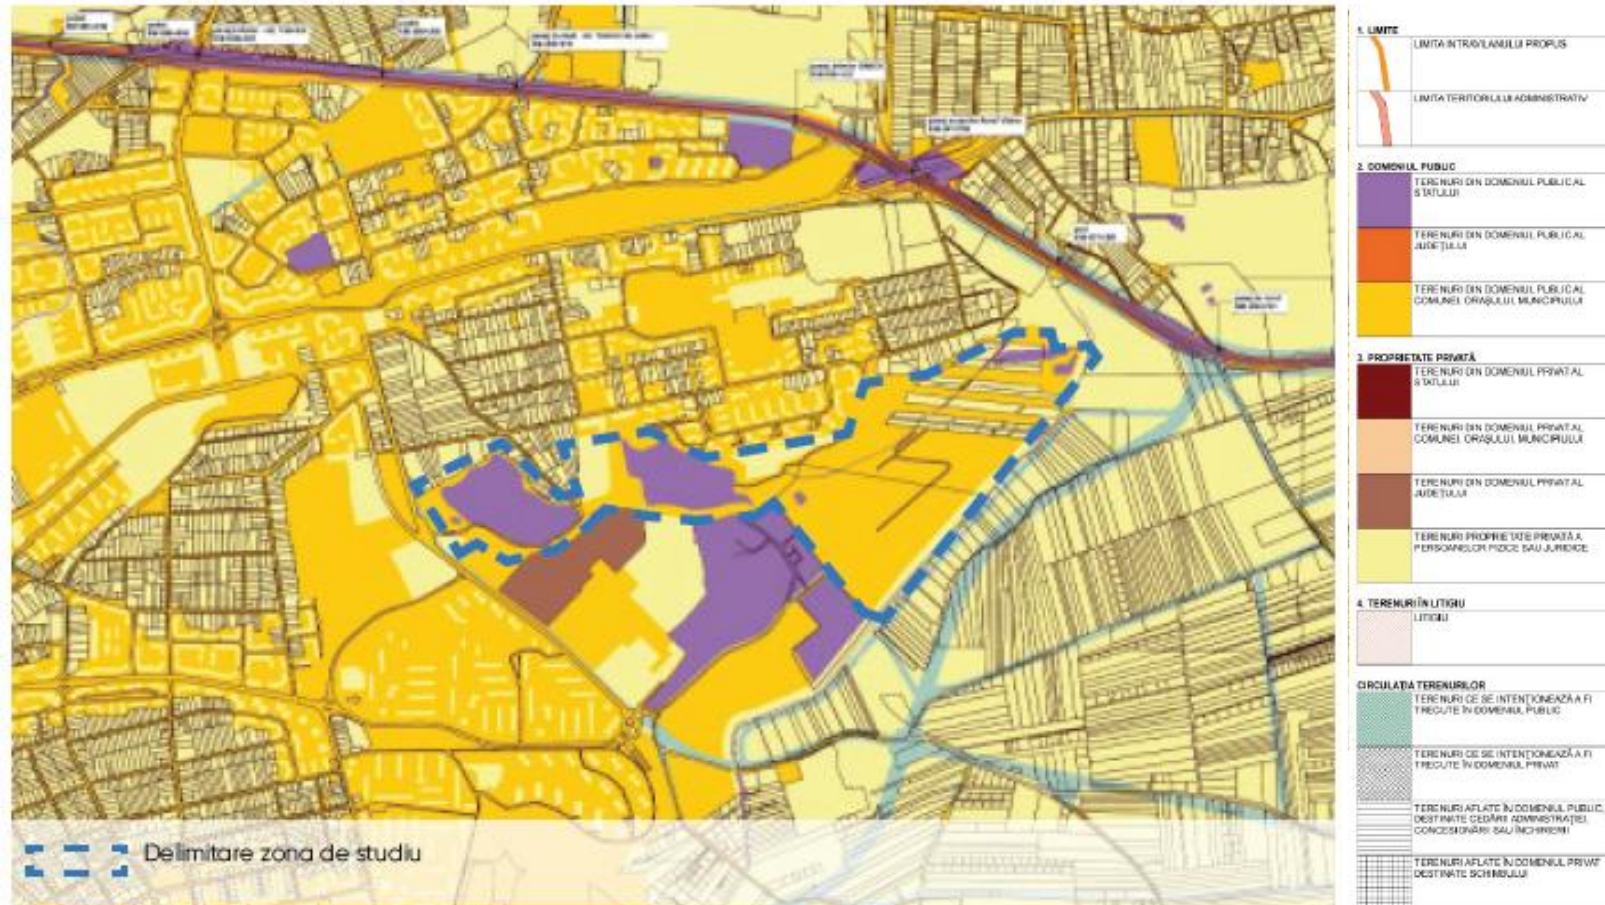 1. LIMITE
LIMITA INTRAVILANULUI PROPUS
LIMITA TERITORIULUI ADMINISTRATIV
2. DOMENIUL PUBLIC
TERENURI DIN DOMENIUL PUBLIC AL
STATULUI
TERENURI DIN DOMENIUL PUBLIC AL
JUDEȚULUI
TERENURI DIN DOMENIUL PUBLIC AL
COMUNEI, ORAȘULUI, MUNICIPIULUI
3. PROPRIETATE PRIVATĂ
TERENURI DIN DOMENIUL PRIVAT AL
STATULUI
TERENURI DIN DOMENIUL PRIVAT AL
COMUNEI, ORAȘULUI, MUNICIPIULUI
TERENURI DIN DOMENIUL PRIVAT AL
JUDEȚULUI
TERENURI PROPRIETATE PRIVATĂ A
PERSOANELOR FIZICE SAU JURIDICE
4. TERENURI ÎN LITIGIU
LITIGIU
CIRCULAȚIA TERENURILOR
TERENURI CE SE INTENȚIONEAZĂ A FI
TRECUTE ÎN DOMENIUL PUBLIC
TERENURI CE SE INTENȚIONEAZĂ A FI
TRECUTE ÎN DOMENIUL PRIVAT
TERENURI AFLATE ÎN DOMENIUL PUBLIC,
DESTINATE CEDĂRII ADMINISTRAȚIEI,
CONCESIONĂRII SAU ÎNCHIRIERII
TERENURI AFLATE ÎN DOMENIUL PRIVAT
DESTINATE SCHIMBULUI
Delimitare zona de studiu